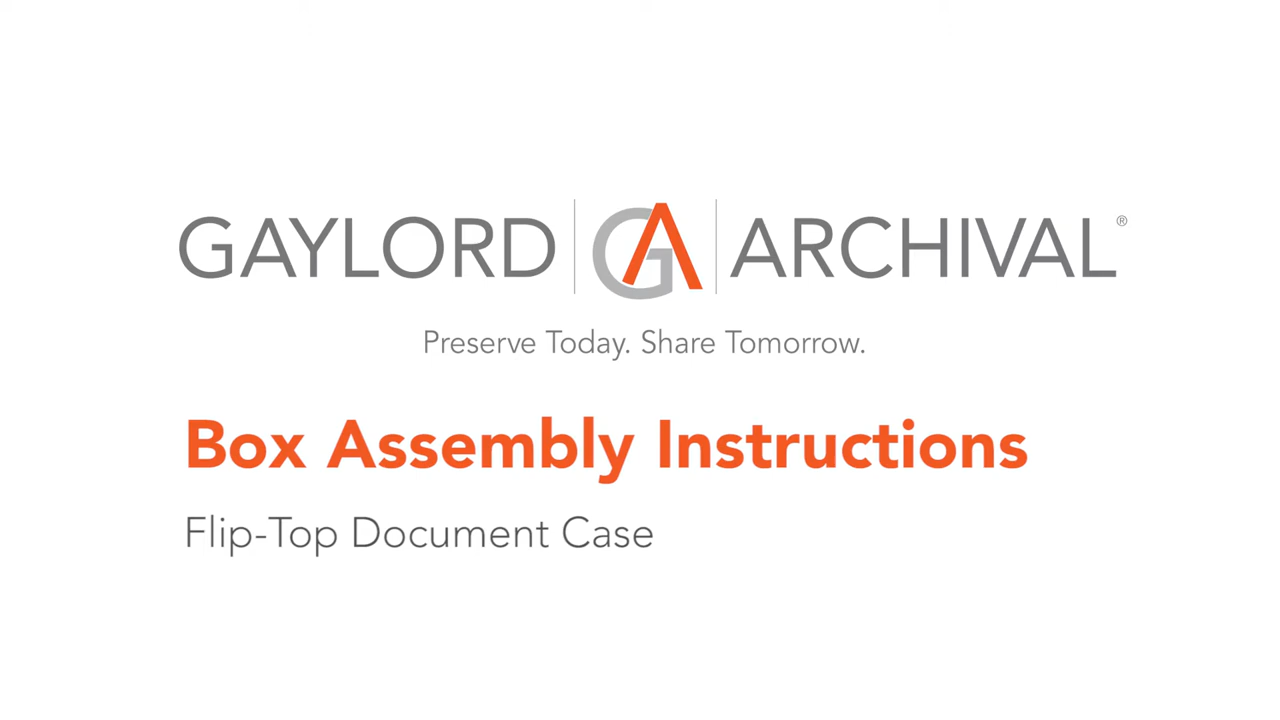 GAYLORD GA ARCHIVAL®
Preserve Today. Share Tomorrow.
Box Assembly Instructions
Flip-Top Document Case